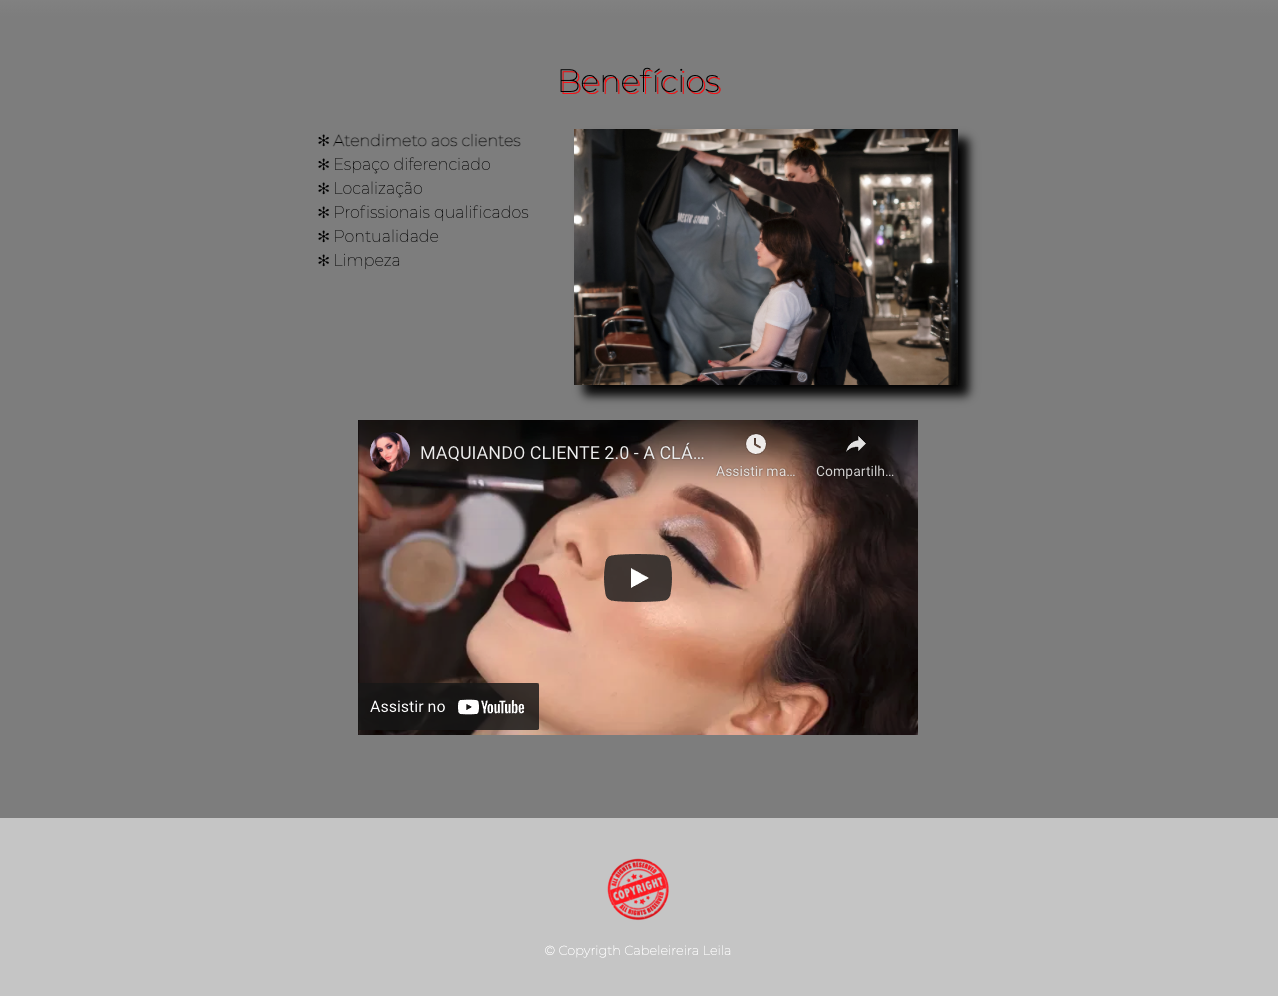 Benefícios
✻ Atendimeto aos clientes
✻ Espaço diferenciado
✻ Localização
✻ Profissionais qualificados
✻ Pontualidade
✻ Limpeza
MAQUIANDO CLIENTE 2.0 - A CLÁ...
Assistir ma...
Compartilh...
Assistir no YouTube
ALL RIGHTS RESERVED
COPYRIGHT
ALL RIGHTS RESERVED
© Copyrigth Cabeleireira Leila